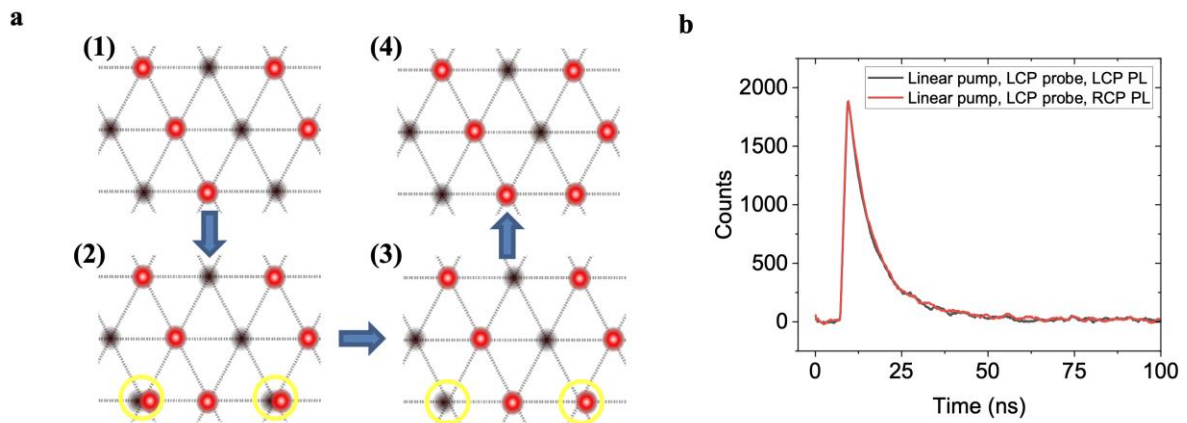 a
(1)
(4)
(2)
(3)
b
Linear pump, LCP probe, LCP PL
Linear pump, LCP probe, RCP PL
2000
1500
1000
500
0
Counts
0 25 50 75 100
Time (ns)